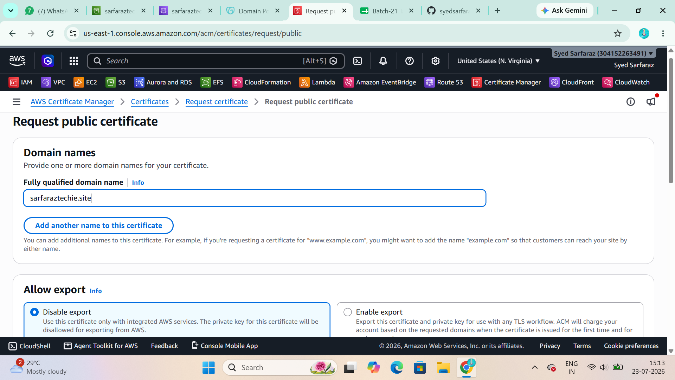 (7) Whats
sarfarazt
sarfarazt
Domain R
Request p
Batch-21
syedsarfa
Ask Gemini
us-east-1.console.aws.amazon.com/acm/certificates/request/public
aws
Search
[Alt+S]
United States (N. Virginia)
Syed Sarfaraz (304152263491)
Syed Sarfaraz
IAM
VPC
EC2
S3
Aurora and RDS
EFS
CloudFormation
Lambda
Amazon EventBridge
Route 53
Certificate Manager
CloudFront
CloudWatch
AWS Certificate Manager
Certificates
Request certificate
Request public certificate
Request public certificate
Domain names
Provide one or more domain names for your certificate.
Fully qualified domain name
Info
sarfaraztechie.site
Add another name to this certificate
You can add additional names to this certificate. For example, if you're requesting a certificate for "www.example.com", you might want to add the name "example.com" so that customers can reach your site by
either name.
Allow export
Info
Disable export
Use this certificate only with integrated AWS services. The private key for this certificate will be
disallowed for exporting from AWS.
Enable export
Export this certificate and private key for use with any TLS workflow. ACM will charge your
account based on the requested domains when the certificate is issued for the first time and for
CloudShell
Agent Toolkit for AWS
Feedback
Console Mobile App
© 2026, Amazon Web Services, Inc. or its affiliates.
Privacy
Terms
Cookie preferences
29°C
Mostly cloudy
Search
ENG
IN
15:13
23-07-2026